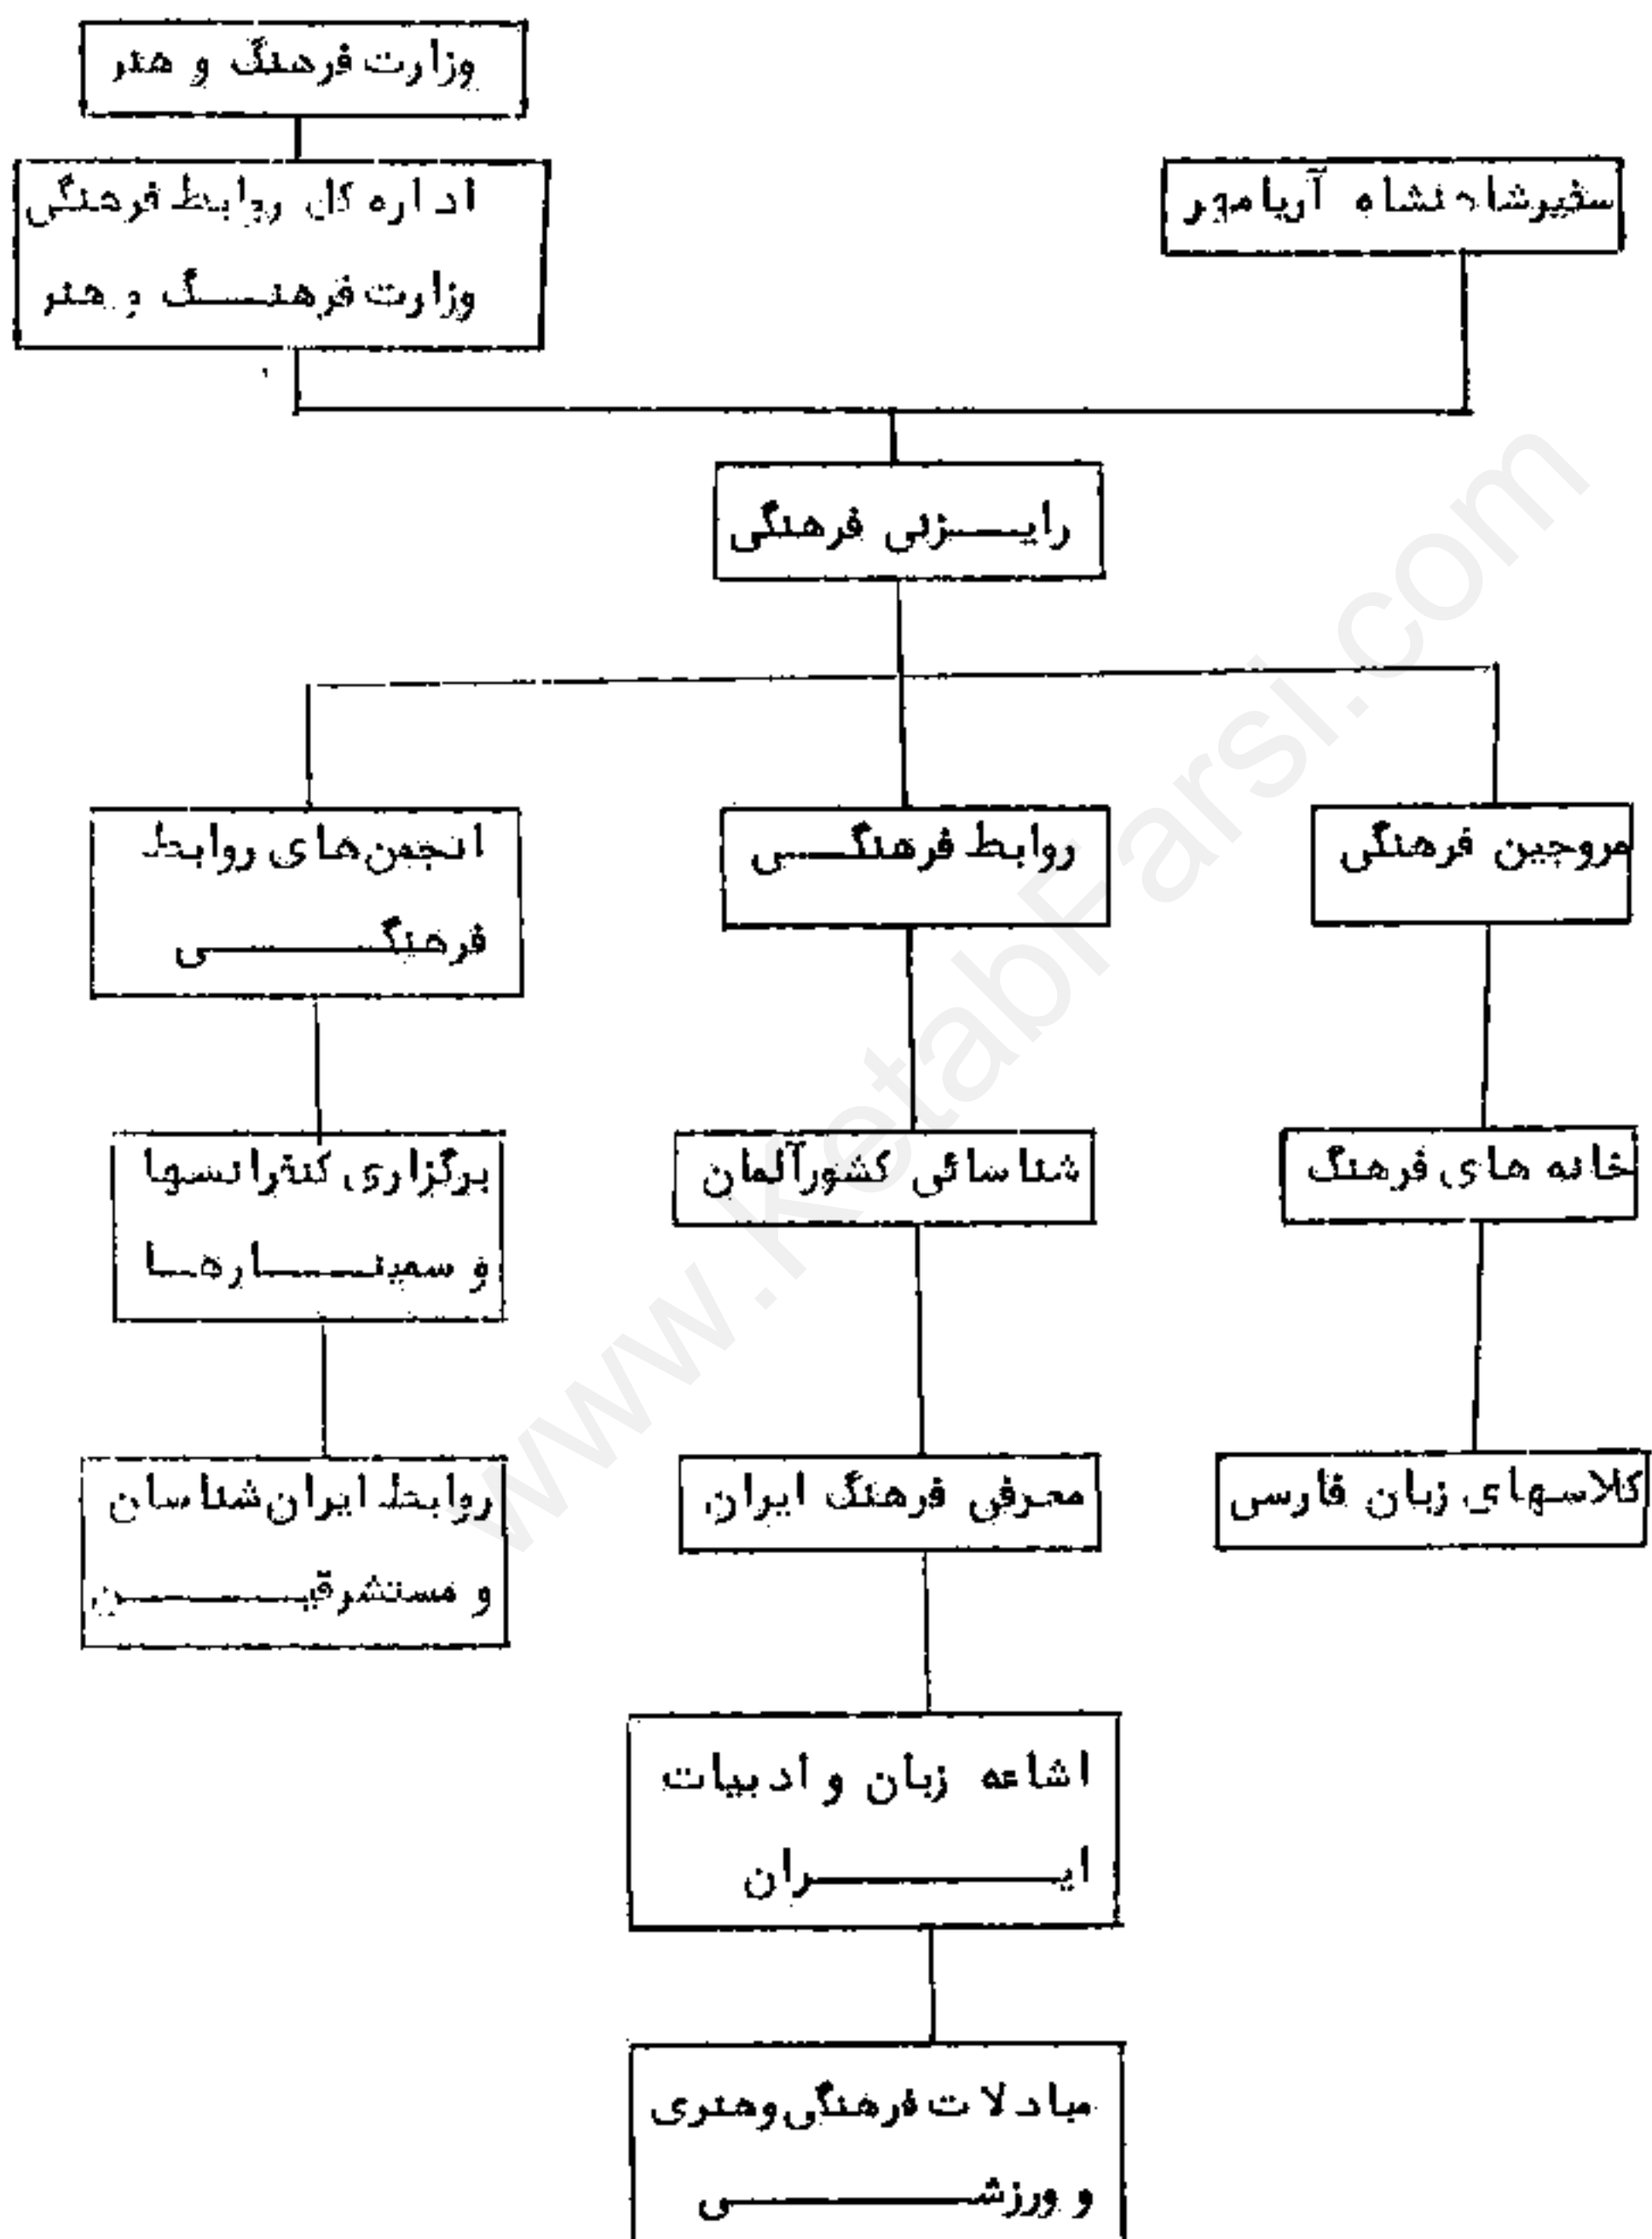 وزارت فرهنگ و هنر
سفیرشاهنشاه آریامهر
اداره کل روابط فرهنگی
وزارت فرهنگ و هنر
رایزنی فرهنگی
مروجین فرهنگی
روابط فرهنگی
انجمن‌های روابط
فرهنگی
خانه های فرهنگ
شناسائی کشورآلمان
برگزاری کنفرانسها
و سمینارها
کلاسهای زبان فارسی
معرفی فرهنگ ایران
روابط ایران‌شناسان
و مستشرقین
اشاعه زبان و ادبیات
ایران
مبادلات فرهنگی وهنری
و ورزشی
www.KetabFarsi.com